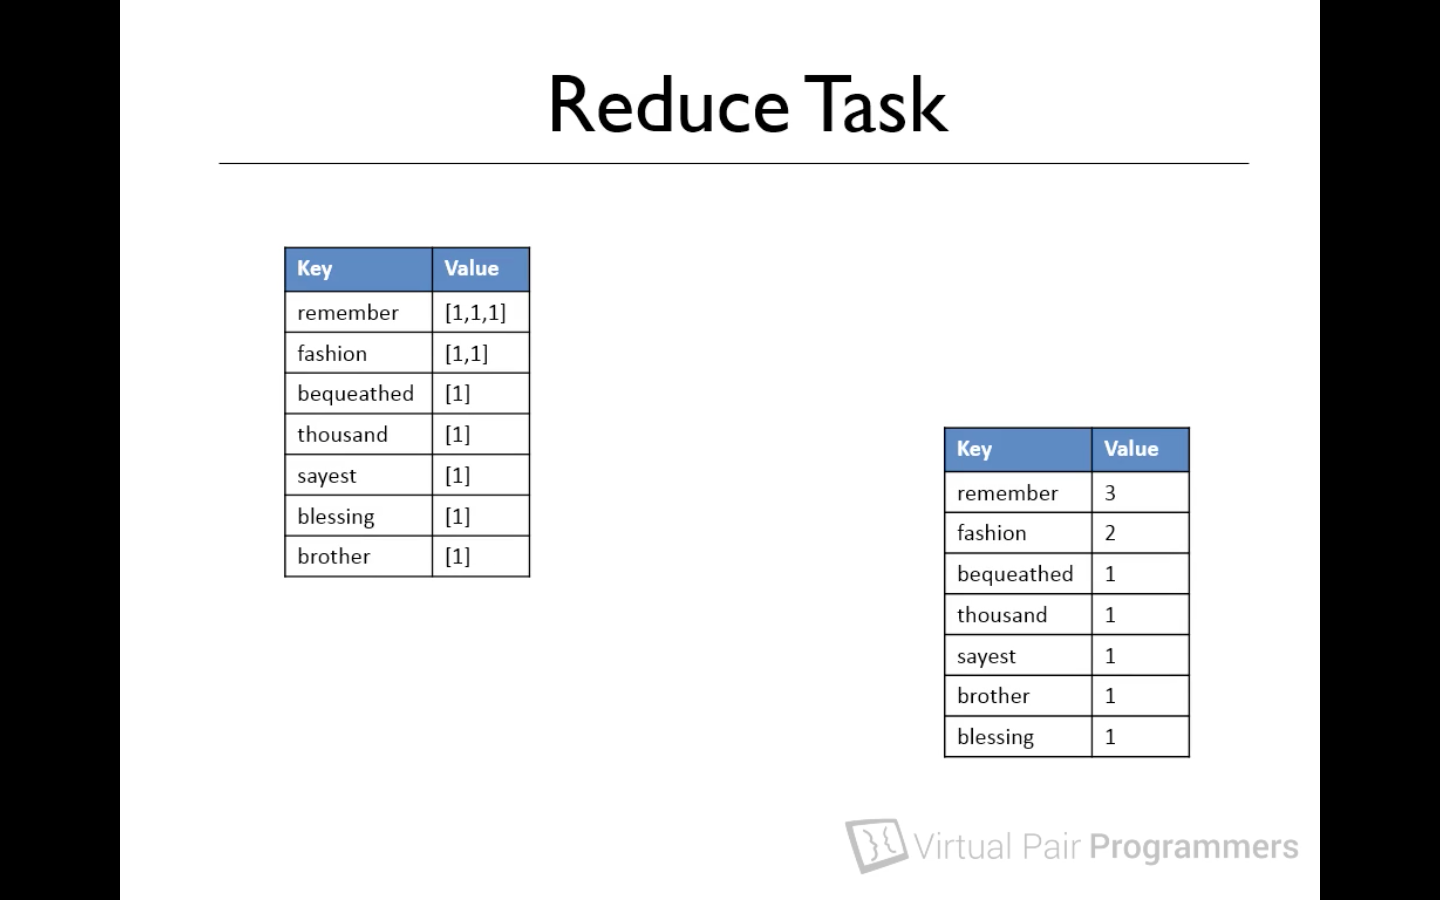 Reduce Task
Key Value
remember [1,1,1]
fashion [1,1]
bequeathed [1]
thousand [1]
sayest [1]
blessing [1]
brother [1]
Key Value
remember 3
fashion 2
bequeathed 1
thousand 1
sayest 1
brother 1
blessing 1
Virtual Pair Programmers